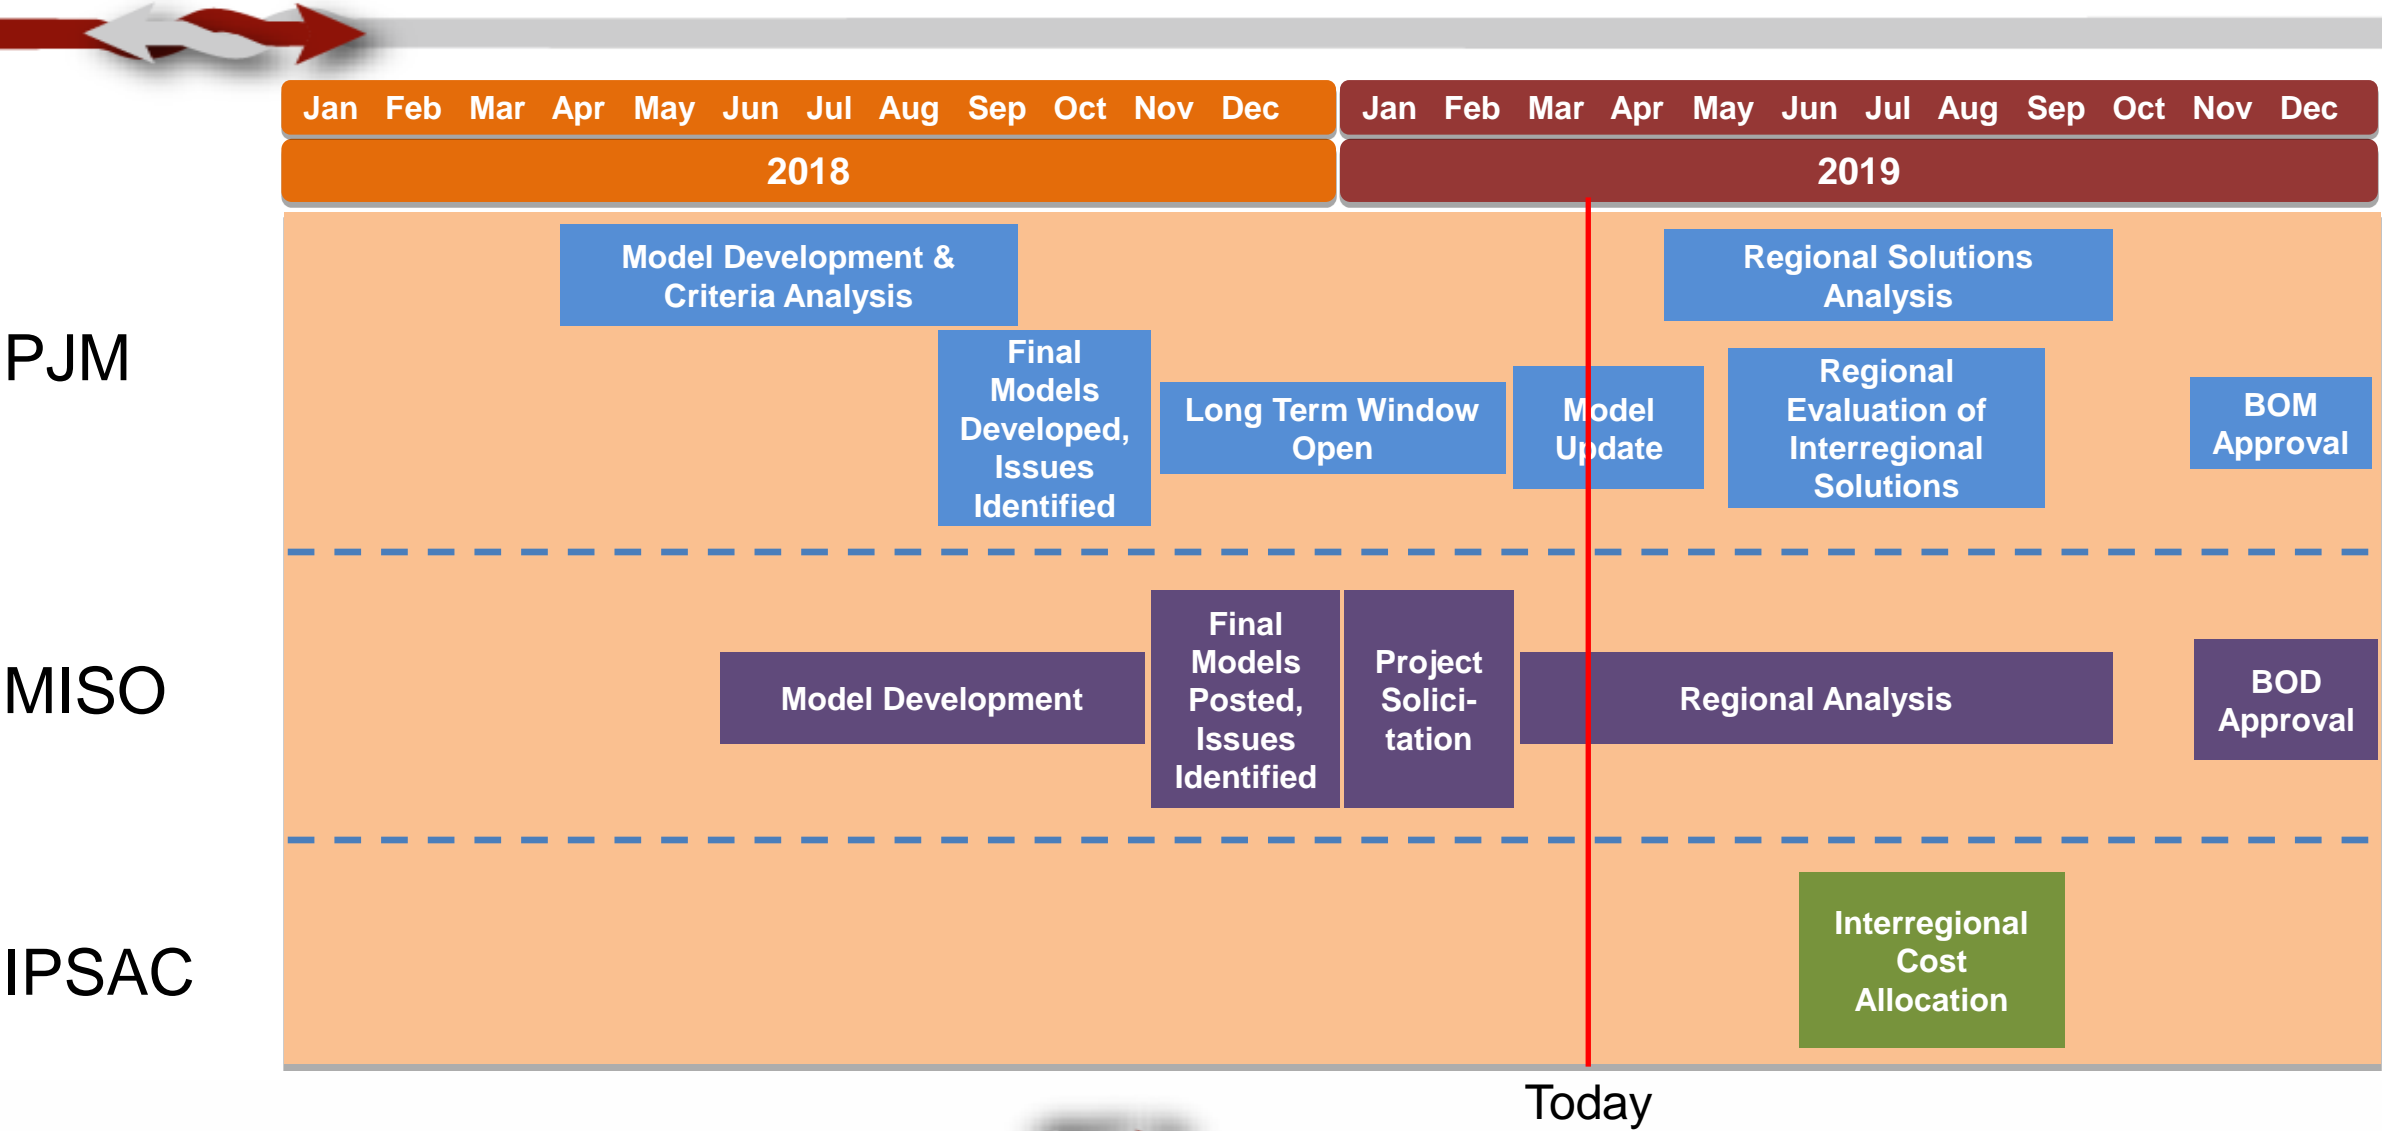 Jan Feb Mar Apr May Jun Jul Aug Sep Oct Nov Dec
Jan Feb Mar Apr May Jun Jul Aug Sep Oct Nov Dec
2018
2019
PJM
Model Development &
Criteria Analysis
Final
Models
Developed,
Issues
Identified
Long Term Window
Open
Model
Update
Regional Solutions
Analysis
Regional
Evaluation of
Interregional
Solutions
BOM
Approval
MISO
Model Development
Final
Models
Posted,
Issues
Identified
Project
Solici-
tation
Regional Analysis
BOD
Approval
IPSAC
Interregional
Cost
Allocation
Today